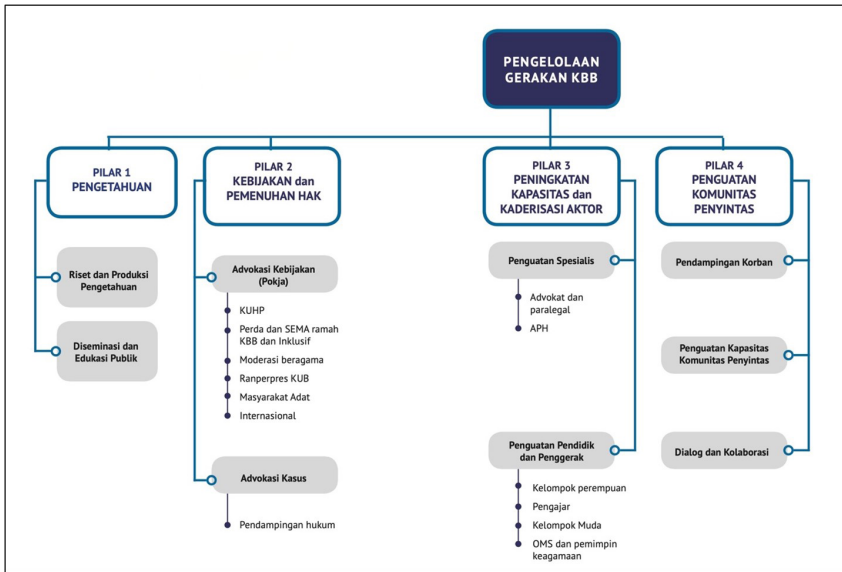 PENGELOLAAN
GERAKAN KBB
PILAR 1
PENGETAHUAN
Riset dan Produksi
Pengetahuan
Diseminasi dan
Edukasi Publik
PILAR 2
KEBIJAKAN dan
PEMENUHAN HAK
Advokasi Kebijakan
(Pokja)
KUHP
Perda dan SEMA ramah
KBB dan Inklusif
Moderasi beragama
Ranperpres KUB
Masyarakat Adat
Internasional
Advokasi Kasus
Pendampingan hukum
PILAR 3
PENINGKATAN
KAPASITAS dan
KADERISASI AKTOR
Penguatan Spesialis
Advokat dan
paralegal
APH
Penguatan Pendidik
dan Penggerak
Kelompok perempuan
Pengajar
Kelompok Muda
OMS dan pemimpin
keagamaan
PILAR 4
PENGUATAN
KOMUNITAS
PENYINTAS
Pendampingan Korban
Penguatan Kapasitas
Komunitas Penyintas
Dialog dan Kolaborasi